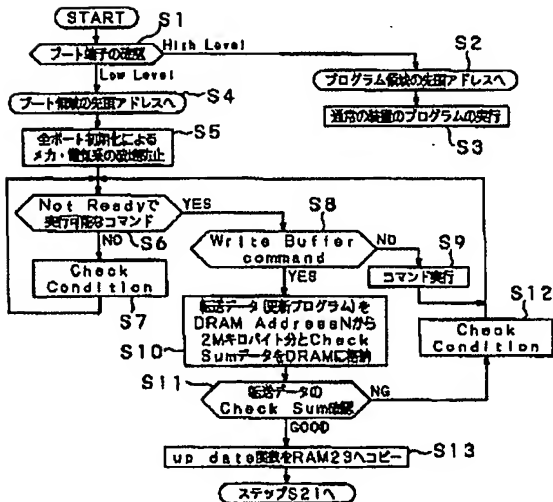 START
S1
ブート端子の確認
High Level
Low Level
S2
プログラム領域の先頭アドレスへ
S4
ブート領域の先頭アドレスへ
通常の装置のプログラムの実行
S3
S5
全ポート初期化による
メカ・電気系の破壊防止
Not Readyで
実行可能なコマンド
YES
S6
NO
S8
Write Buffer
command
NO
S9
YES
コマンド実行
Check
Condition
S7
S12
Check
Condition
転送データ(更新プログラム)を
DRAM AddressNから
2Mキロバイト分とCheck
SumデータをDRAMに格納
S10
S11
転送データの
Check Sum確認
NG
GOOD
S13
up date関数をRAM29へコピー
ステップS21へ